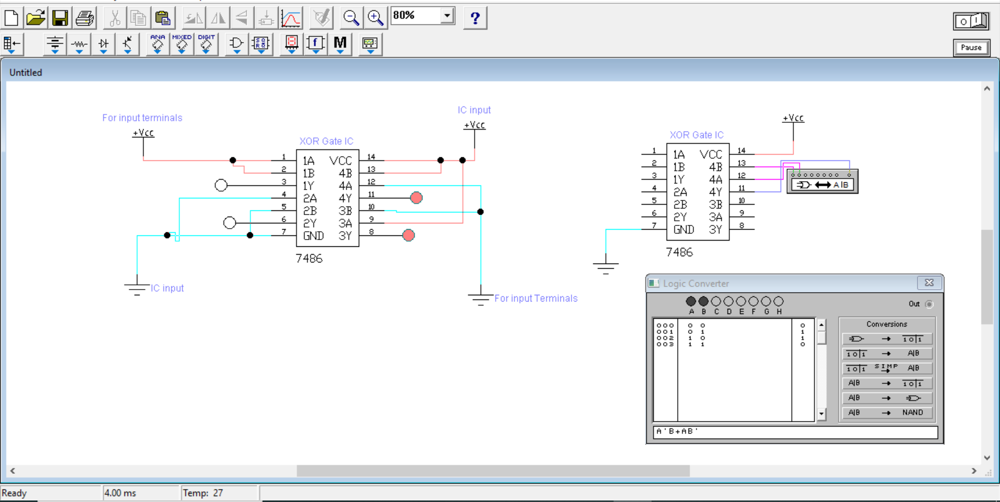 80%
?
O I
ANA MIXED DIGIT
f
M
Pause
Untitled
For input terminals
+Vcc
IC input
+Vcc
XOR Gate IC
1 1A VCC 14
2 1B 4B 13
3 1Y 4A 12
4 2A 4Y 11
5 2B 3B 10
6 2Y 3A 9
7 GND 3Y 8
7486
IC input
For input Terminals
+Vcc
XOR Gate IC
1 1A VCC 14
2 1B 4B 13
3 1Y 4A 12
4 2A 4Y 11
5 2B 3B 10
6 2Y 3A 9
7 GND 3Y 8
A|B
7486
Logic Converter
A B C D E F G H
Out
000 0 0 0
001 0 1 1
002 1 0 1
003 1 1 0
Conversions
→ 1 0|1
1 0|1 → A|B
1 0|1 SIMP → A|B
A|B → 1 0|1
A|B →
A|B → NAND
A'B+AB'
Ready
4.00 ms
Temp: 27